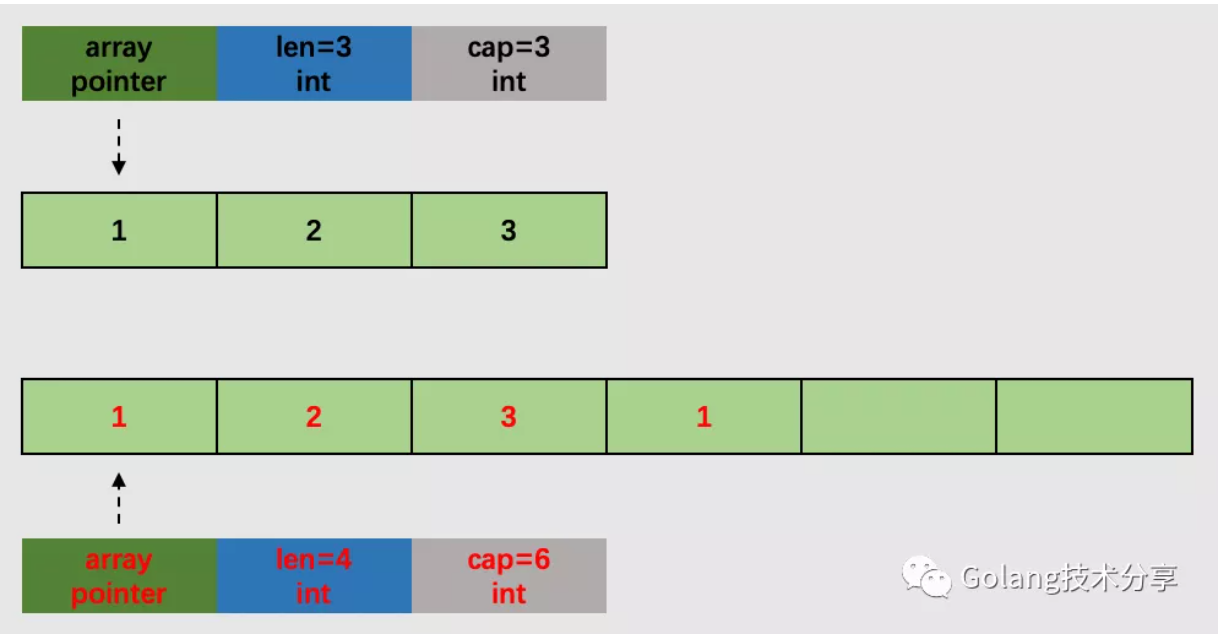 array
pointer
len=3
int
cap=3
int
1
2
3
1
2
3
1
array
pointer
len=4
int
cap=6
int
Golang技术分享